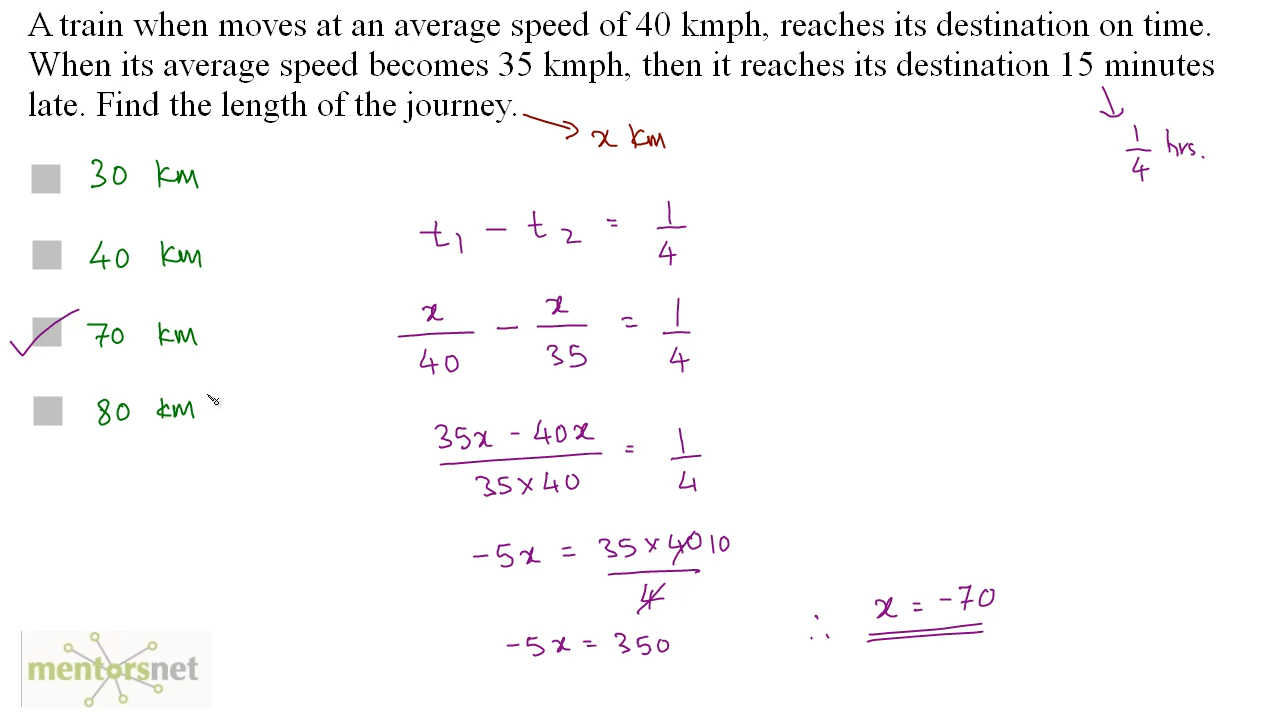 A train when moves at an average speed of 40 kmph, reaches its destination on time.
When its average speed becomes 35 kmph, then it reaches its destination 15 minutes
late. Find the length of the journey.
x km
1/4 hrs.
30 km
40 km
70 km
80 km
t1 - t2 = 1/4
x/40 - x/35 = 1/4
35x - 40x / 35 × 40 = 1/4
-5x = 35 × 40 10 / 4
-5x = 350
∴ x = -70
mentorsnet